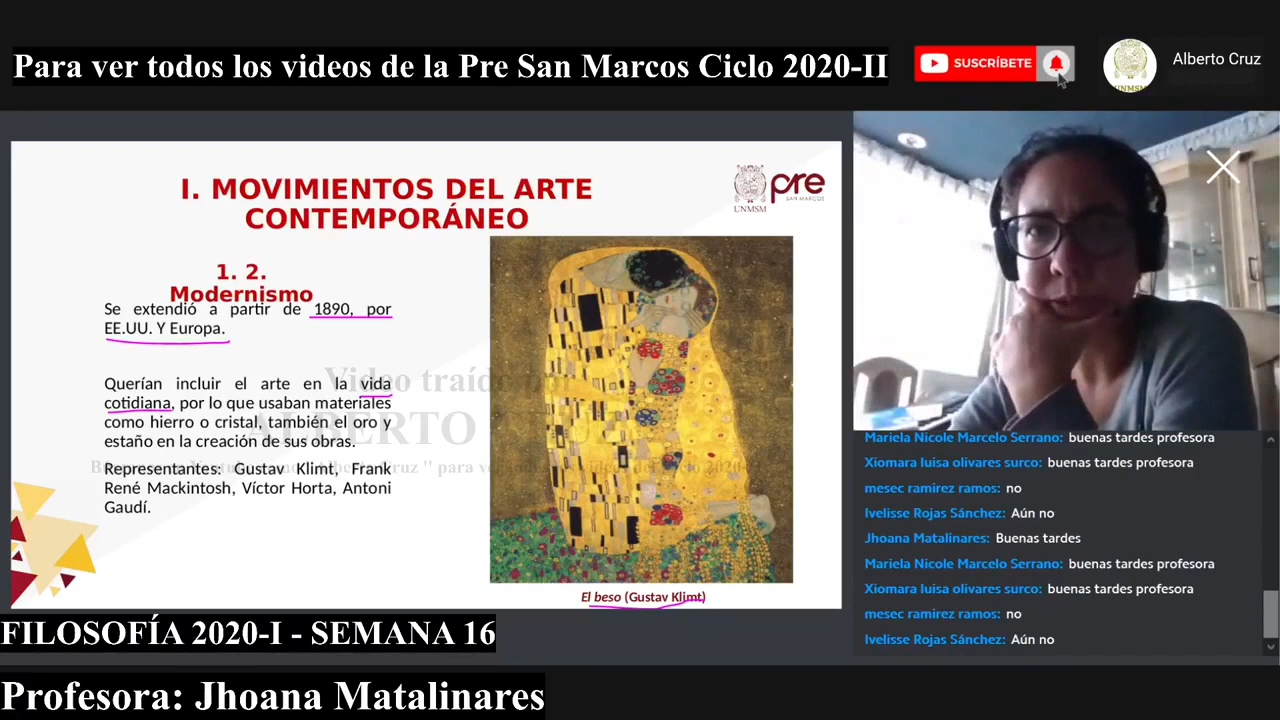 Para ver todos los videos de la Pre San Marcos Ciclo 2020-II
SUSCRÍBETE
UNMSM
Alberto Cruz
I. MOVIMIENTOS DEL ARTE
CONTEMPORÁNEO
UNMSM
pre
SAN MARCOS
1. 2.
Modernismo
Se extendió a partir de 1890, por
EE.UU. Y Europa.
Querían incluir el arte en la vida
cotidiana, por lo que usaban materiales
como hierro o cristal, también el oro y
estaño en la creación de sus obras.
Representantes: Gustav Klint, Frank
René Mackintosh, Víctor Horta, Antoni
Gaudí.
Video traído por
ALBERTO
El beso (Gustav Klimt)
Mariela Nicole Marcelo Serrano: buenas tardes profesora
Xiomara luisa olivares surco: buenas tardes profesora
mesec ramirez ramos: no
Ivelisse Rojas Sánchez: Aún no
Jhoana Matalinares: Buenas tardes
Mariela Nicole Marcelo Serrano: buenas tardes profesora
Xiomara luisa olivares surco: buenas tardes profesora
mesec ramirez ramos: no
Ivelisse Rojas Sánchez: Aún no
FILOSOFÍA 2020-I - SEMANA 16
Profesora: Jhoana Matalinares